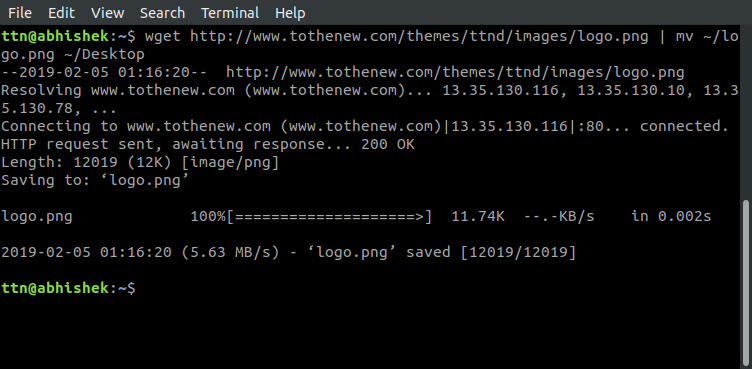 File Edit View Search Terminal Help
ttn@abhishek:~$ wget http://www.tothenew.com/themes/ttnd/images/logo.png | mv ~/lo
go.png ~/Desktop
--2019-02-05 01:16:20--  http://www.tothenew.com/themes/ttnd/images/logo.png
Resolving www.tothenew.com (www.tothenew.com)... 13.35.130.116, 13.35.130.10, 13.3
5.130.78, ...
Connecting to www.tothenew.com (www.tothenew.com)|13.35.130.116|:80... connected.
HTTP request sent, awaiting response... 200 OK
Length: 12019 (12K) [image/png]
Saving to: ‘logo.png’
logo.png             100%[====================>]  11.74K  --.-KB/s    in 0.002s
2019-02-05 01:16:20 (5.63 MB/s) - ‘logo.png’ saved [12019/12019]
ttn@abhishek:~$